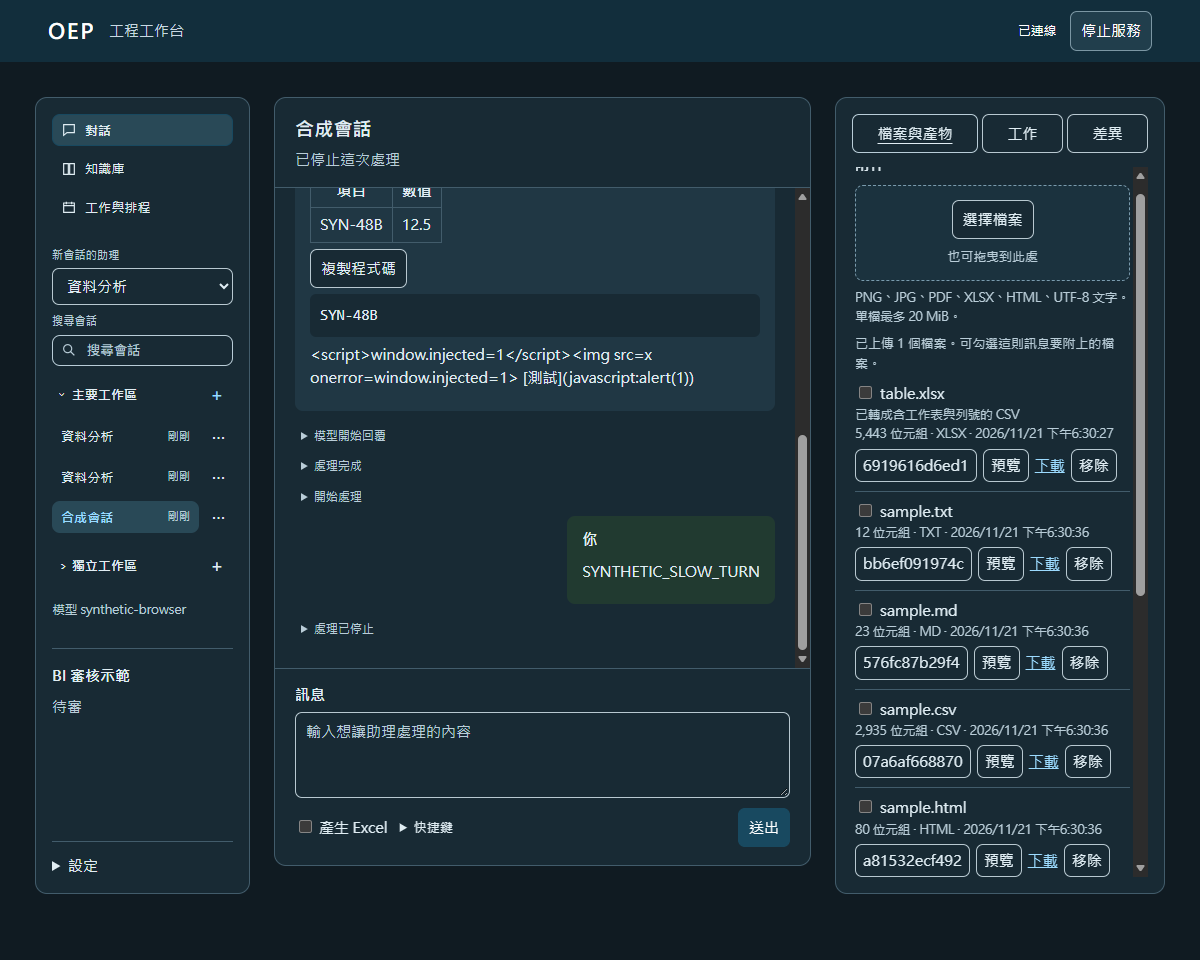 OEP 工程工作台
已連線
停止服務
對話
知識庫
工作與排程
新會話的助理
資料分析
搜尋會話
搜尋會話
主要工作區 +
資料分析 剛剛 ...
資料分析 剛剛 ...
合成會話 剛剛 ...
獨立工作區 +
模型 synthetic-browser
BI 審核示範
待審
設定
合成會話
已停止這次處理
項目 數值
SYN-48B 12.5
複製程式碼
SYN-48B
<script>window.injected=1</script><img src=x
onerror=window.injected=1> [測試](javascript:alert(1))
模型開始回覆
處理完成
開始處理
你
SYNTHETIC_SLOW_TURN
處理已停止
訊息
輸入想讓助理處理的內容
產生 Excel
快捷鍵
送出
檔案與產物
工作
差異
選擇檔案
也可拖曳到此處
PNG、JPG、PDF、XLSX、HTML、UTF-8 文字。
單檔最多 20 MiB。
已上傳 1 個檔案。可勾選這則訊息要附上的檔
案。
table.xlsx
已轉成含工作表與列號的 CSV
5,443 位元組 · XLSX · 2026/11/21 下午6:30:27
6919616d6ed1 預覽 下載 移除
sample.txt
12 位元組 · TXT · 2026/11/21 下午6:30:36
bb6ef091974c 預覽 下載 移除
sample.md
23 位元組 · MD · 2026/11/21 下午6:30:36
576fc87b29f4 預覽 下載 移除
sample.csv
2,935 位元組 · CSV · 2026/11/21 下午6:30:36
07a6af668870 預覽 下載 移除
sample.html
80 位元組 · HTML · 2026/11/21 下午6:30:36
a81532ecf492 預覽 下載 移除